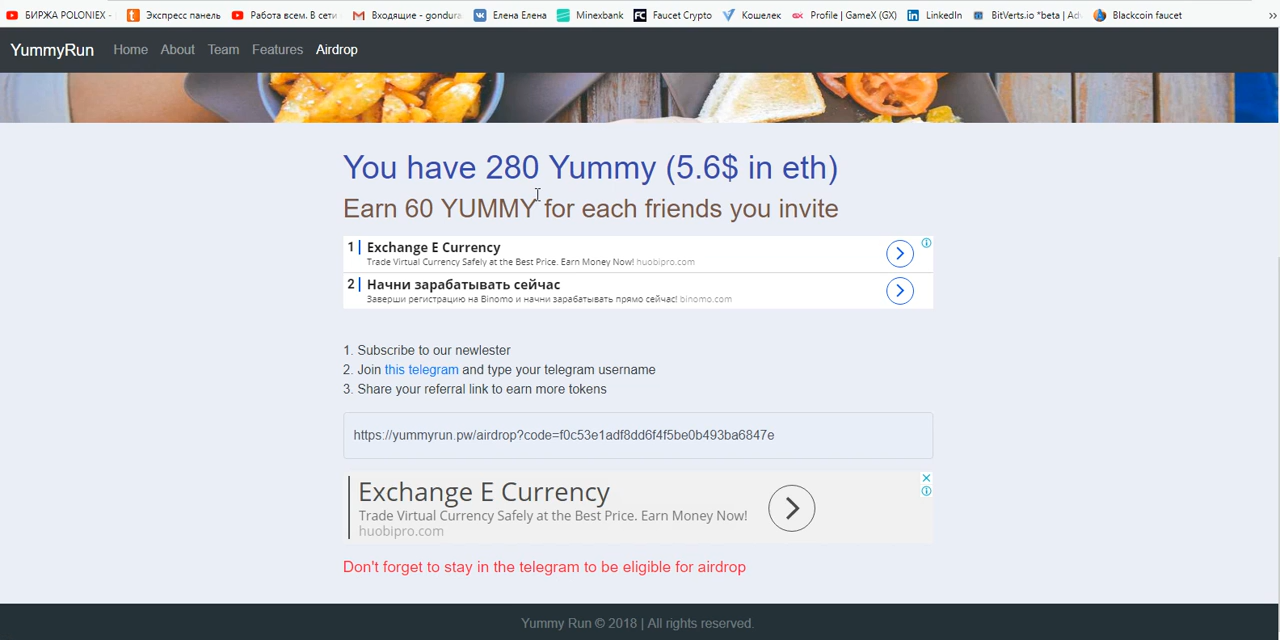 БИРЖА POLONIEX - Экспресс панель Работа всем. В сети Входящие - gondura Елена Елена Minexbank Faucet Crypto Кошелек Profile | GameX (GX) LinkedIn BitVerts.io *beta | Adv Blackcoin faucet »
YummyRun Home About Team Features Airdrop
You have 280 Yummy (5.6$ in eth)
Earn 60 YUMMY for each friends you invite
1 Exchange E Currency
Trade Virtual Currency Safely at the Best Price. Earn Money Now! huobipro.com
2 Начни зарабатывать сейчас
Заверши регистрацию на Binomo и начни зарабатывать прямо сейчас! binomo.com
1. Subscribe to our newlester
2. Join this telegram and type your telegram username
3. Share your referral link to earn more tokens
https://yummyrun.pw/airdrop?code=f0c53e1adf8dd6f4f5be0b493ba6847e
Exchange E Currency
Trade Virtual Currency Safely at the Best Price. Earn Money Now!
huobipro.com
Don't forget to stay in the telegram to be eligible for airdrop
Yummy Run © 2018 | All rights reserved.